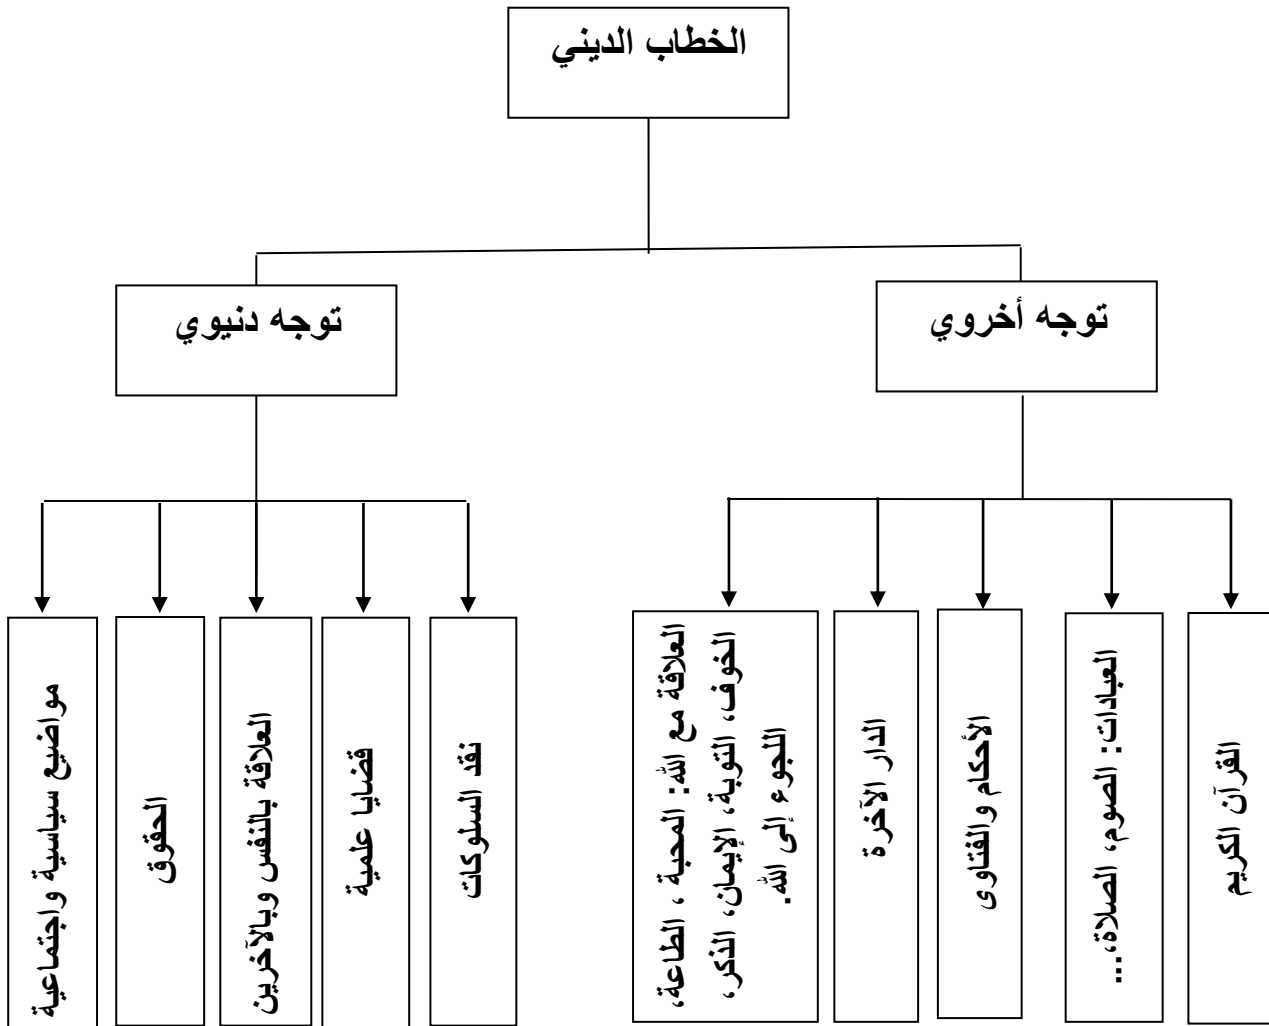 الخطاب الديني
توجه أخروي
توجه دنيوي
القرآن الكريم
العبادات: الصوم، الصلاة،...
الأحكام والفتاوى
الدار الآخرة
العلاقة مع الله: المحبة ، الطاعة،
الخوف، التوبة، الإيمان، الذكر،
اللجوء إلى الله.
نقد السلوكات
قضايا علمية
العلاقة بالنفس وبالآخرين
الحقوق
مواضيع سياسية واجتماعية